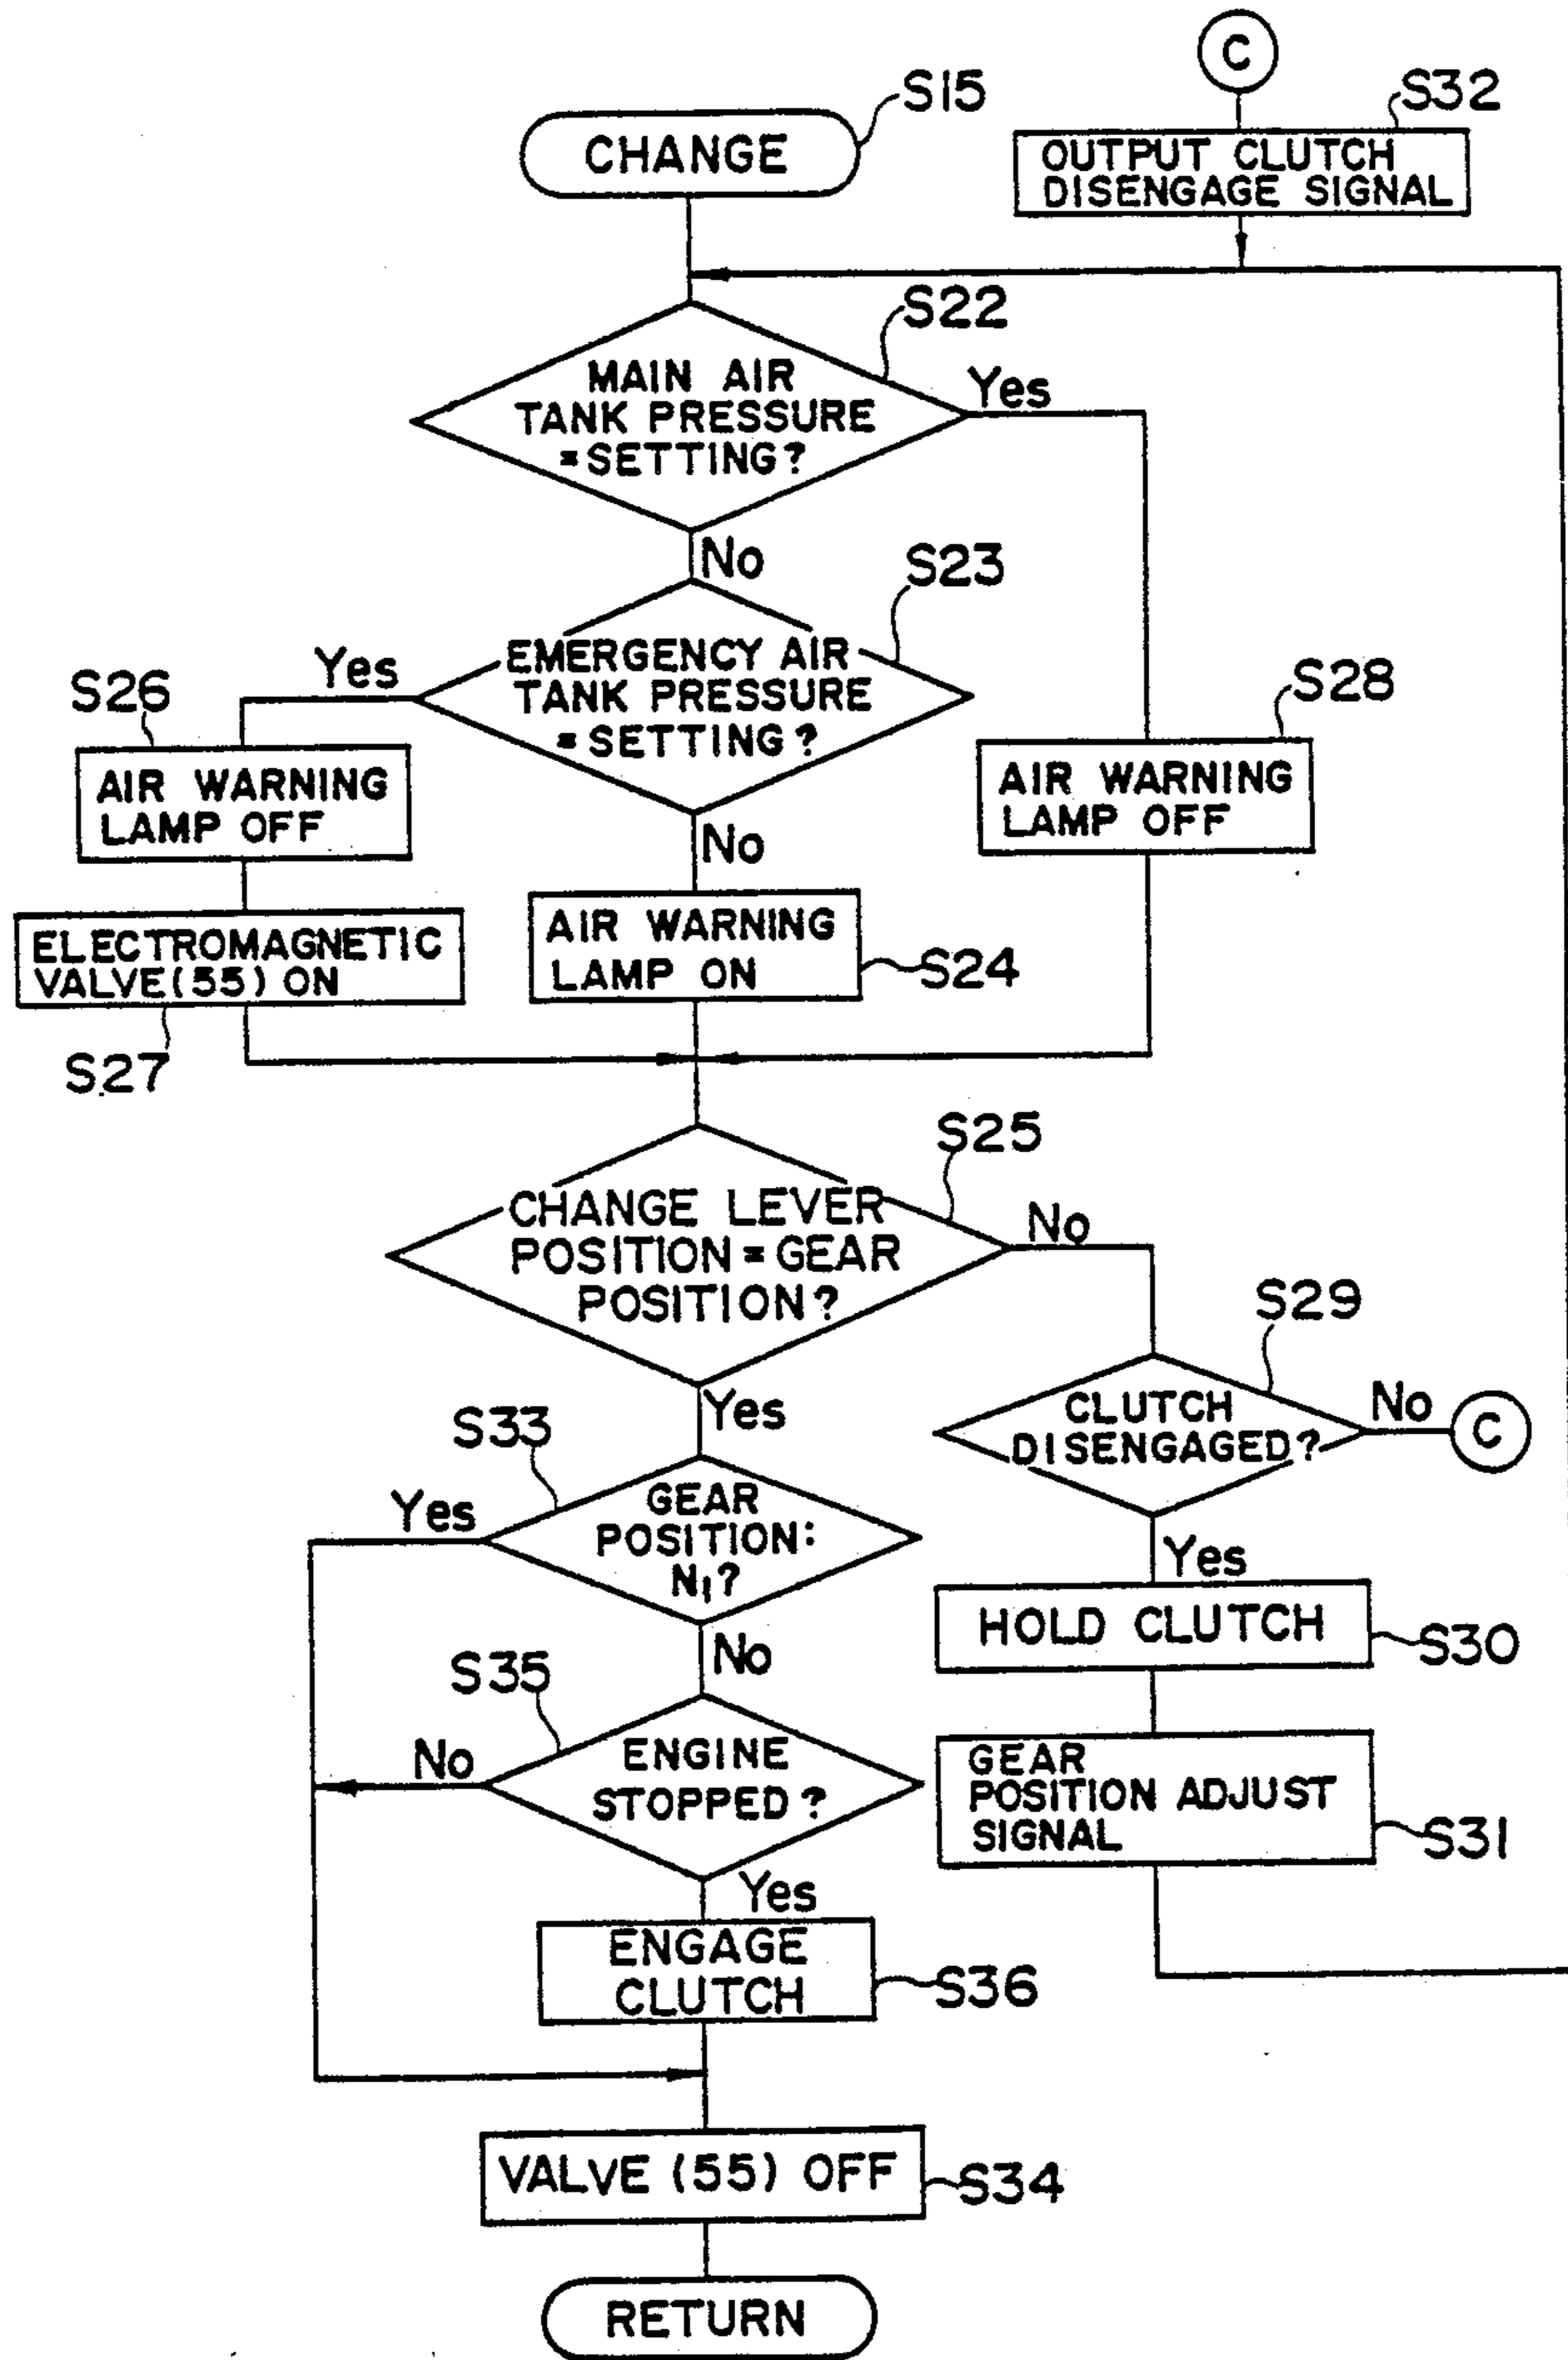 C
S15
S32
CHANGE
OUTPUT CLUTCH
DISENGAGE SIGNAL
S22
MAIN AIR
TANK PRESSURE
=SETTING?
Yes
No
S23
EMERGENCY AIR
TANK PRESSURE
=SETTING?
Yes
S26
S28
AIR WARNING
LAMP OFF
AIR WARNING
LAMP OFF
No
ELECTROMAGNETIC
VALVE(55) ON
AIR WARNING
LAMP ON
S24
S27
S25
CHANGE LEVER
POSITION=GEAR
POSITION?
No
S29
Yes
CLUTCH
DISENGAGED?
No
C
S33
GEAR
POSITION:
N1?
Yes
Yes
HOLD CLUTCH
S30
No
S35
ENGINE
STOPPED?
No
GEAR
POSITION ADJUST
SIGNAL
S31
Yes
ENGAGE
CLUTCH
S36
VALVE (55) OFF
S34
RETURN